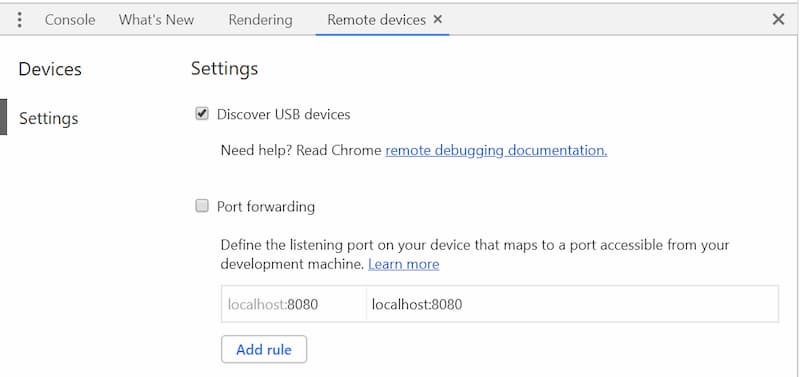 Console What's New Rendering Remote devices
Devices
Settings
Settings
Discover USB devices
Need help? Read Chrome remote debugging documentation.
Port forwarding
Define the listening port on your device that maps to a port accessible from your
development machine. Learn more
localhost:8080 localhost:8080
Add rule